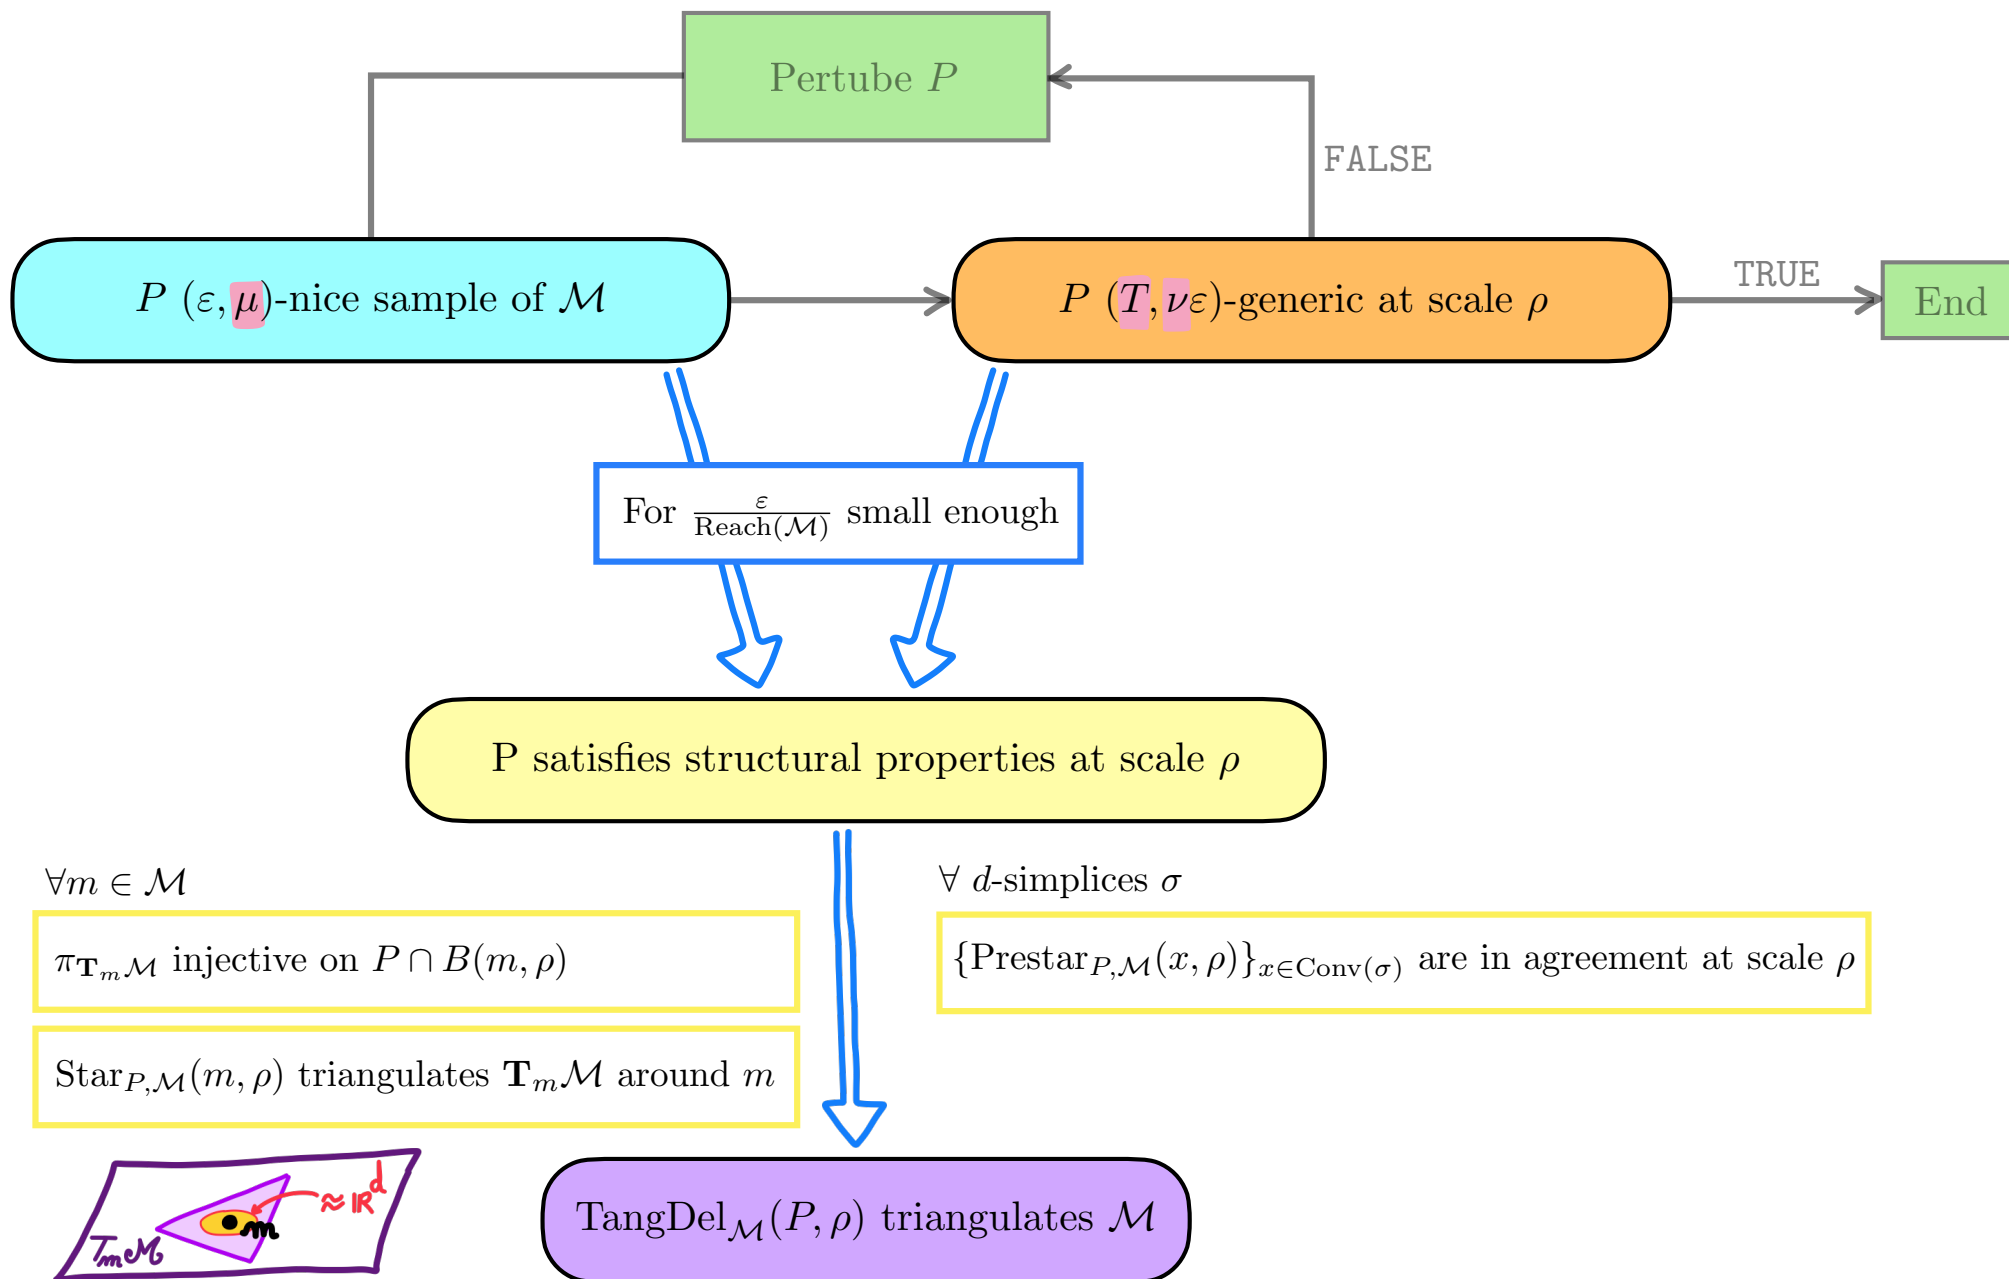 Pertube P
FALSE
P (ε, μ)-nice sample of ℳ
P (T, νε)-generic at scale ρ
TRUE
End
For ε/Reach(ℳ) small enough
P satisfies structural properties at scale ρ
∀m ∈ ℳ
∀ d-simplices σ
π_{𝐓_mℳ} injective on P ∩ B(m, ρ)
{Prestar_{P,ℳ}(x, ρ)}_{x∈Conv(σ)} are in agreement at scale ρ
Star_{P,ℳ}(m, ρ) triangulates 𝐓_mℳ around m
≈ ℝ^d
m
T_mℳ
TangDel_ℳ(P, ρ) triangulates ℳ